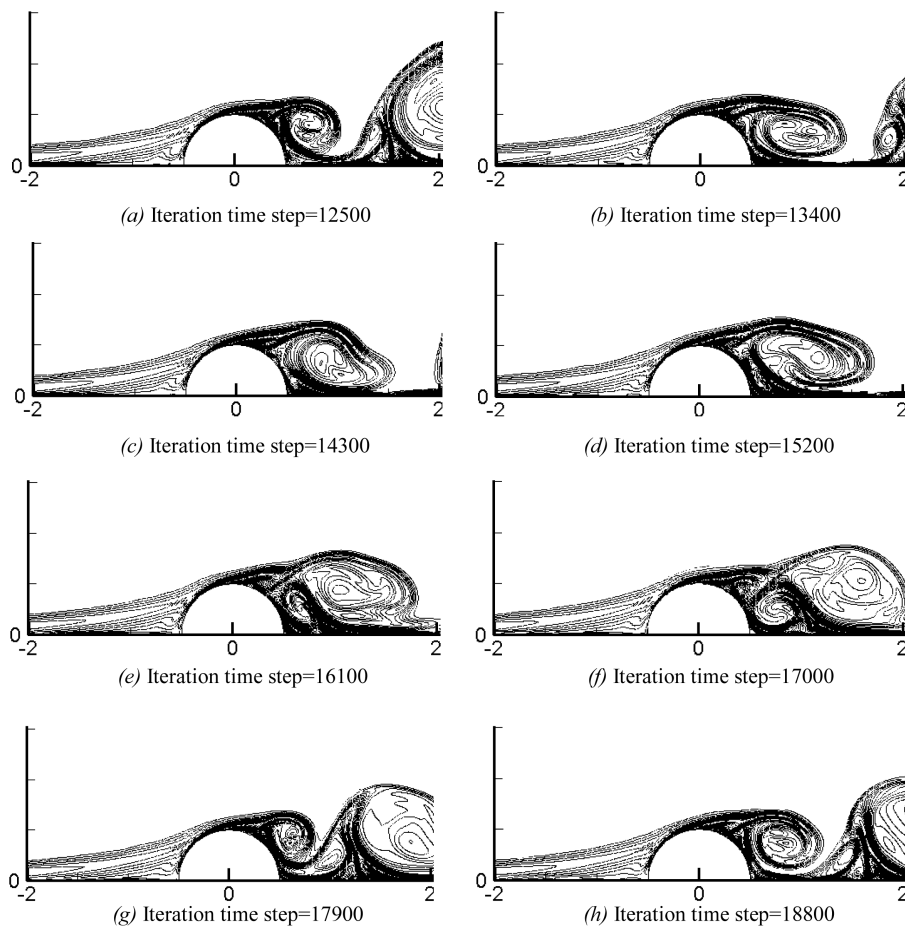 0
-2 0 2
0
-2 0 2
(a) Iteration time step=12500
(b) Iteration time step=13400
0
-2 0 2
0
-2 0 2
(c) Iteration time step=14300
(d) Iteration time step=15200
0
-2 0 2
0
-2 0 2
(e) Iteration time step=16100
(f) Iteration time step=17000
0
-2 0 2
0
-2 0 2
(g) Iteration time step=17900
(h) Iteration time step=18800